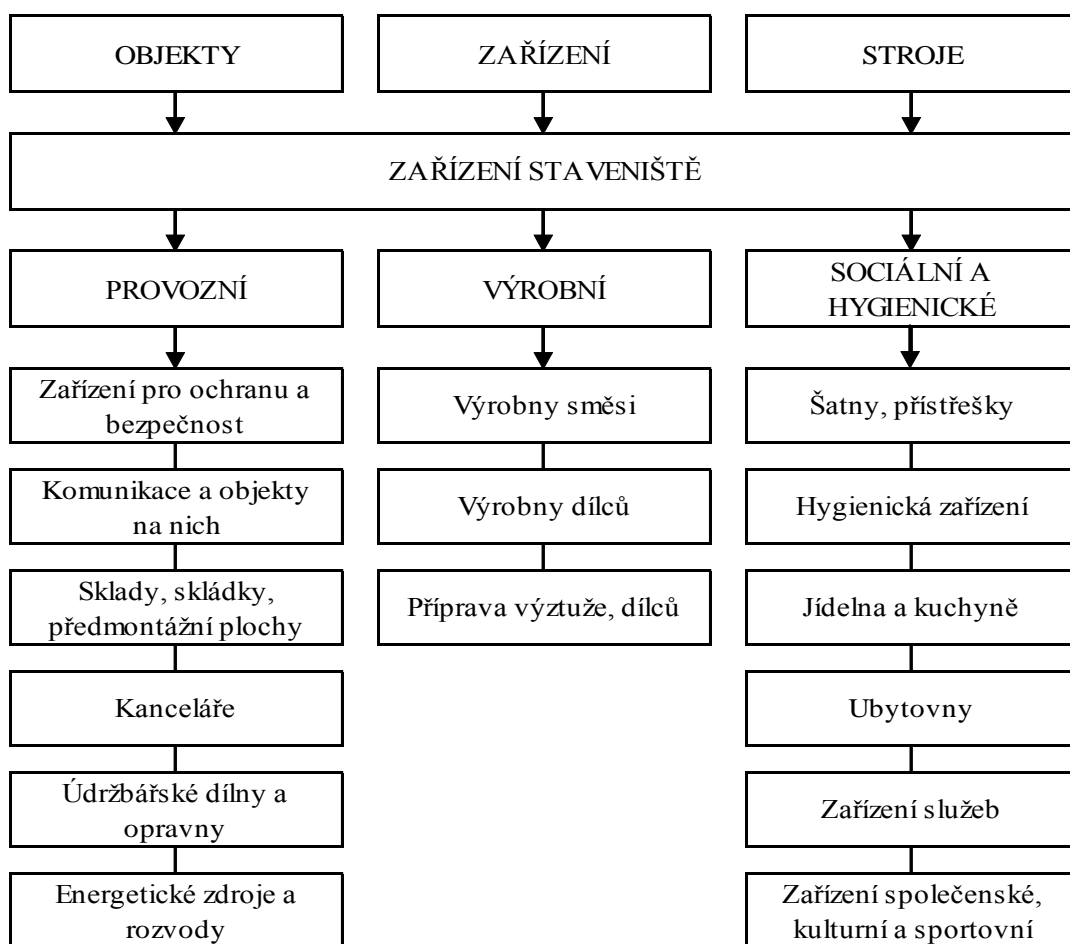 OBJEKTY
ZAŘÍZENÍ
STROJE
ZAŘÍZENÍ STAVENIŠTĚ
PROVOZNÍ
VÝROBNÍ
SOCIÁLNÍ A
HYGIENICKÉ
Zařízení pro ochranu a
bezpečnost
Výrobny směsi
Šatny, přístřešky
Komunikace a objekty
na nich
Výrobny dílců
Hygienická zařízení
Sklady, skládky,
předmontážní plochy
Příprava výztuže, dílců
Jídelna a kuchyně
Kanceláře
Ubytovny
Údržbářské dílny a
opravny
Zařízení služeb
Energetické zdroje a
rozvody
Zařízení společenské,
kulturní a sportovní